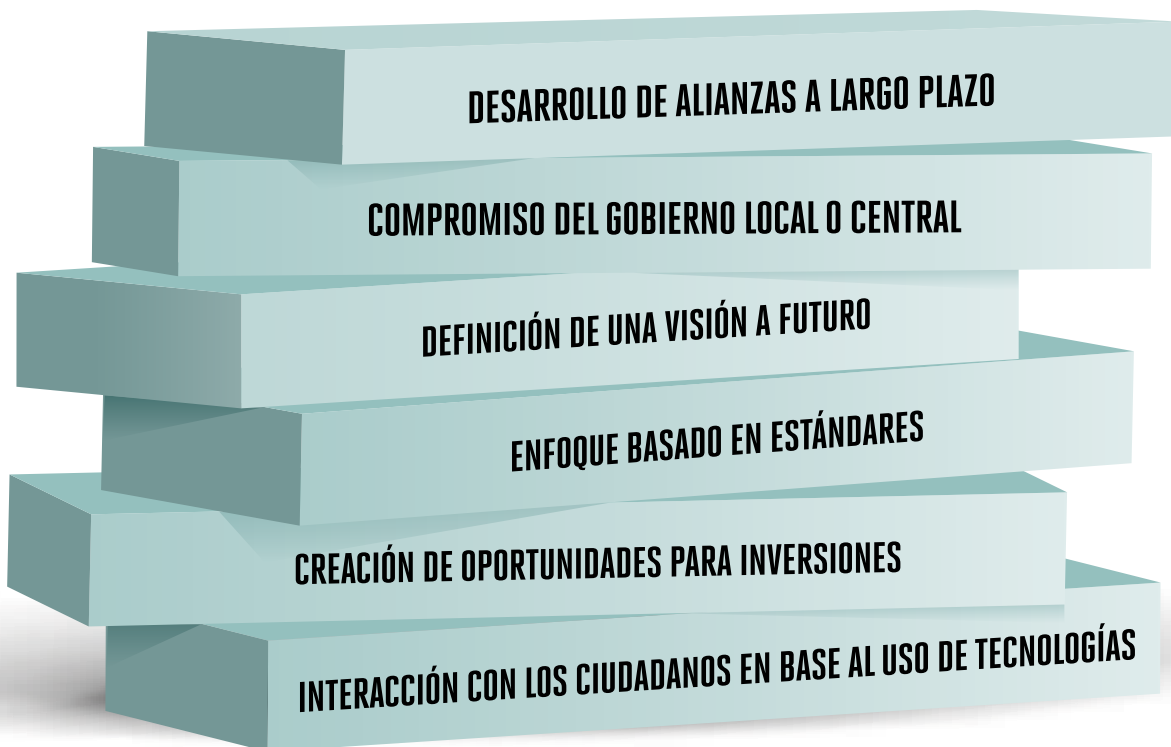 DESARROLLO DE ALIANZAS A LARGO PLAZO
COMPROMISO DEL GOBIERNO LOCAL O CENTRAL
DEFINICIÓN DE UNA VISIÓN A FUTURO
ENFOQUE BASADO EN ESTÁNDARES
CREACIÓN DE OPORTUNIDADES PARA INVERSIONES
INTERACCIÓN CON LOS CIUDADANOS EN BASE AL USO DE TECNOLOGÍAS